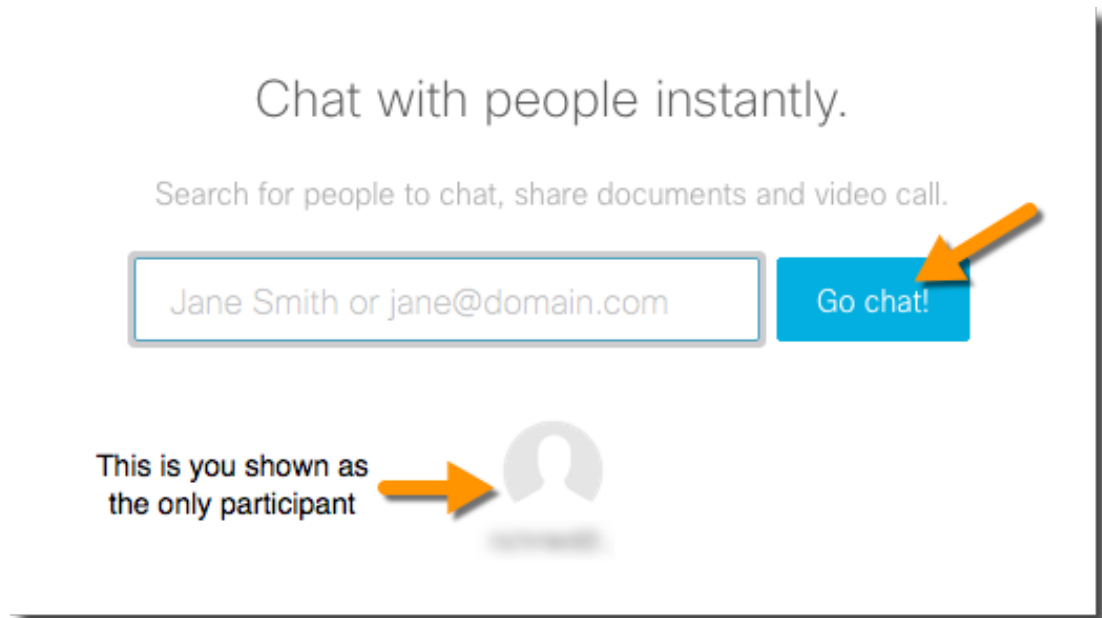 Chat with people instantly.
Search for people to chat, share documents and video call.
Jane Smith or jane@domain.com
Go chat!
This is you shown as
the only participant